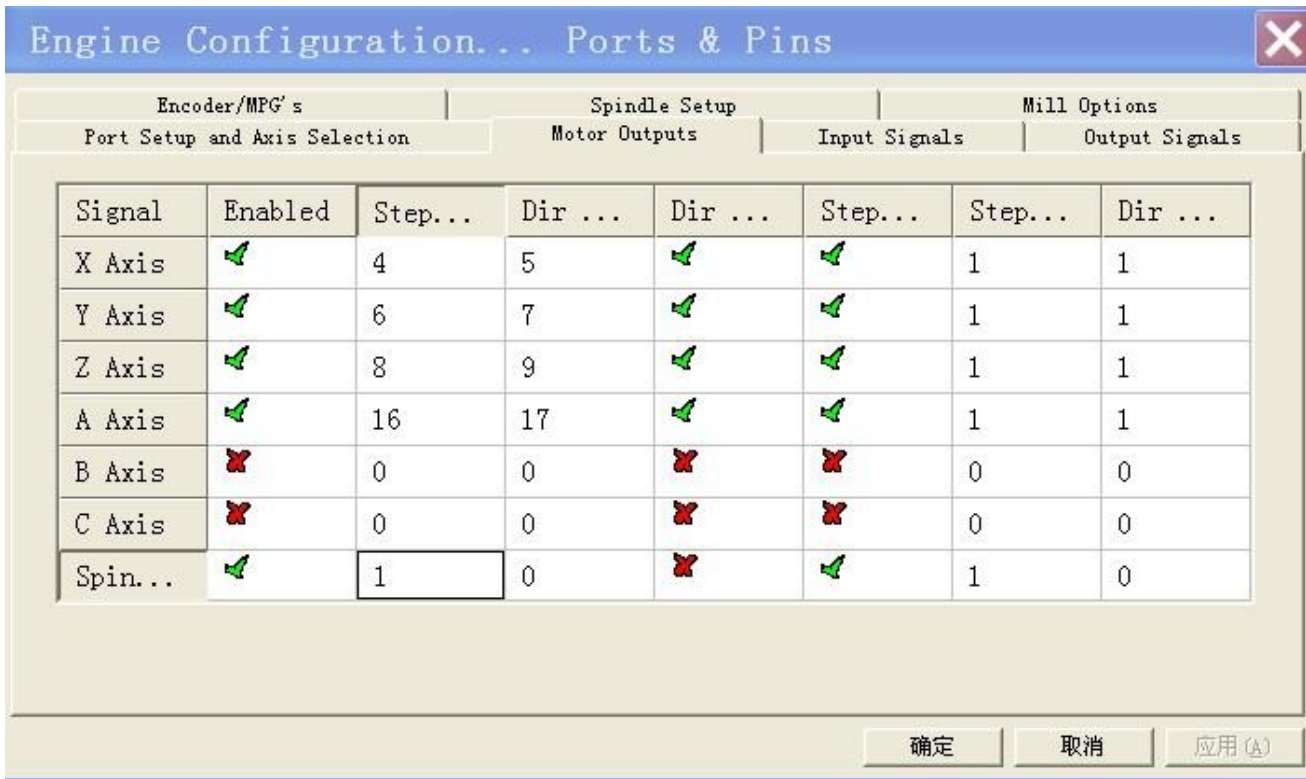 Engine Configuration... Ports & Pins
Encoder/MPG's Spindle Setup Mill Options
Port Setup and Axis Selection Motor Outputs Input Signals Output Signals
Signal Enabled Step... Dir ... Dir ... Step... Step... Dir ...
X Axis 4 5 1 1
Y Axis 6 7 1 1
Z Axis 8 9 1 1
A Axis 16 17 1 1
B Axis 0 0 0 0
C Axis 0 0 0 0
Spin... 1 0 1 0
确定 取消 应用(A)